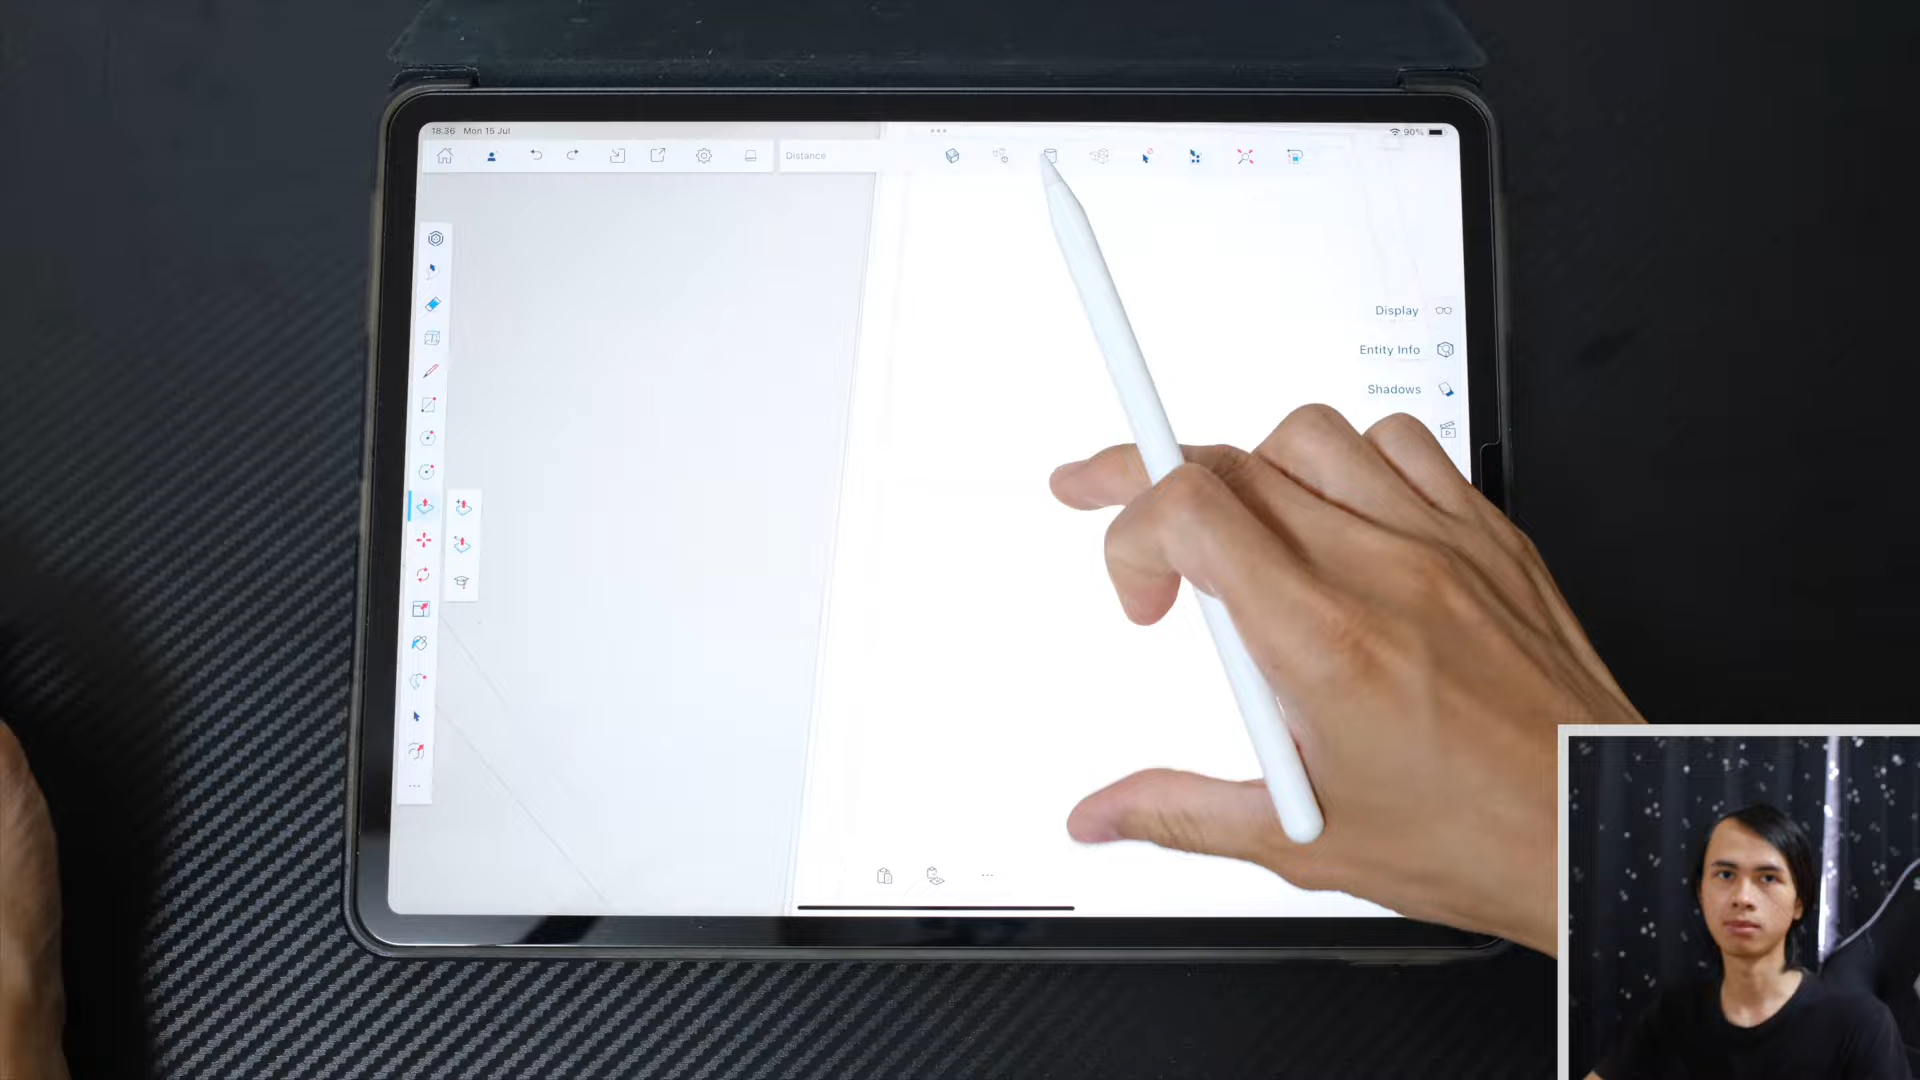 18.36 Mon 15 Jul
90%
Distance
Display
Entity Info
Shadows